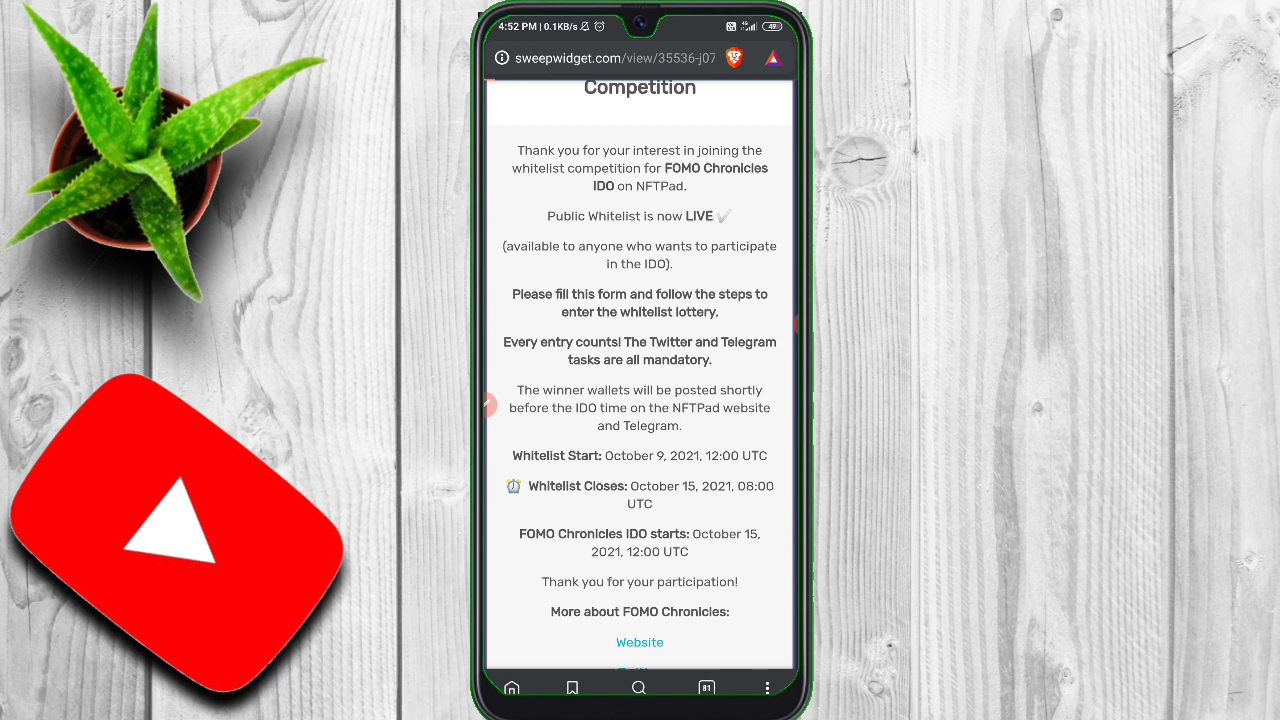 4:52 PM | 0.1KB/s
4G
49
sweepwidget.com/view/35536-j07
Competition
Thank you for your interest in joining the
whitelist competition for FOMO Chronicles
IDO on NFTPad.
Public Whitelist is now LIVE
(available to anyone who wants to participate
in the IDO).
Please fill this form and follow the steps to
enter the whitelist lottery.
Every entry counts! The Twitter and Telegram
tasks are all mandatory.
The winner wallets will be posted shortly
before the IDO time on the NFTPad website
and Telegram.
Whitelist Start: October 9, 2021, 12:00 UTC
Whitelist Closes: October 15, 2021, 08:00
UTC
FOMO Chronicles IDO starts: October 15,
2021, 12:00 UTC
Thank you for your participation!
More about FOMO Chronicles:
Website
81